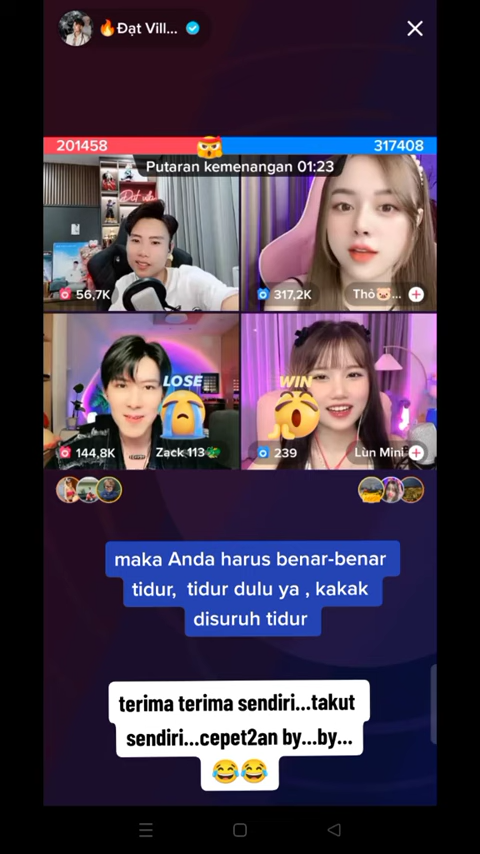 🔥Đạt Vill...
201458
317408
Putaran kemenangan 01:23
Dat vb
56,7K
317,2K
Thỏ🐷...
LOSE
WIN
144,8K
Zack 113🐲
239
Lùn Mini
maka Anda harus benar-benar
tidur, tidur dulu ya , kakak
disuruh tidur
terima terima sendiri...takut
sendiri...cepet2an by...by...
😂😂